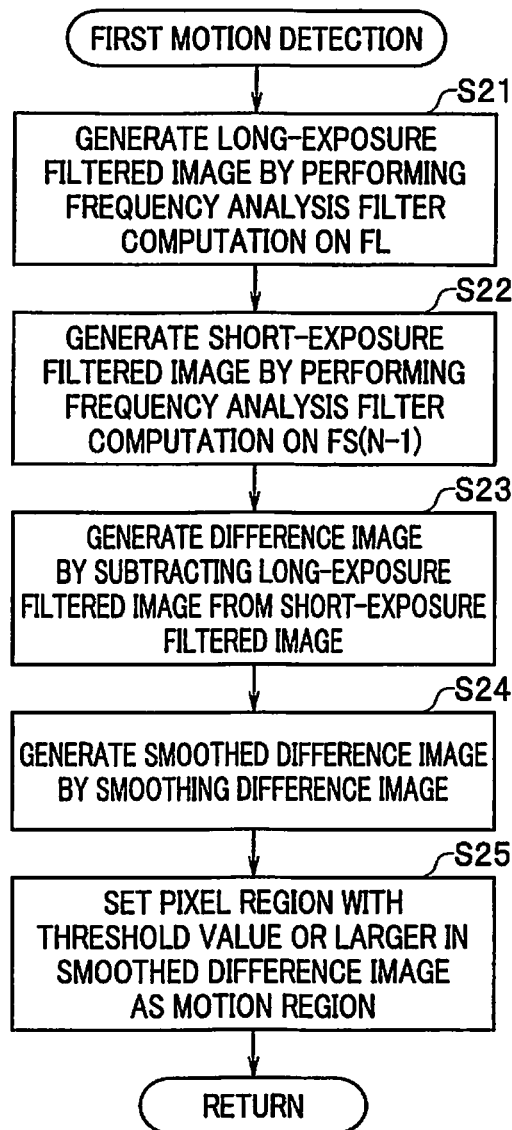 FIRST MOTION DETECTION
S21
GENERATE LONG-EXPOSURE
FILTERED IMAGE BY PERFORMING
FREQUENCY ANALYSIS FILTER
COMPUTATION ON FL
S22
GENERATE SHORT-EXPOSURE
FILTERED IMAGE BY PERFORMING
FREQUENCY ANALYSIS FILTER
COMPUTATION ON FS(N-1)
S23
GENERATE DIFFERENCE IMAGE
BY SUBTRACTING LONG-EXPOSURE
FILTERED IMAGE FROM SHORT-EXPOSURE
FILTERED IMAGE
S24
GENERATE SMOOTHED DIFFERENCE IMAGE
BY SMOOTHING DIFFERENCE IMAGE
S25
SET PIXEL REGION WITH
THRESHOLD VALUE OR LARGER IN
SMOOTHED DIFFERENCE IMAGE
AS MOTION REGION
RETURN